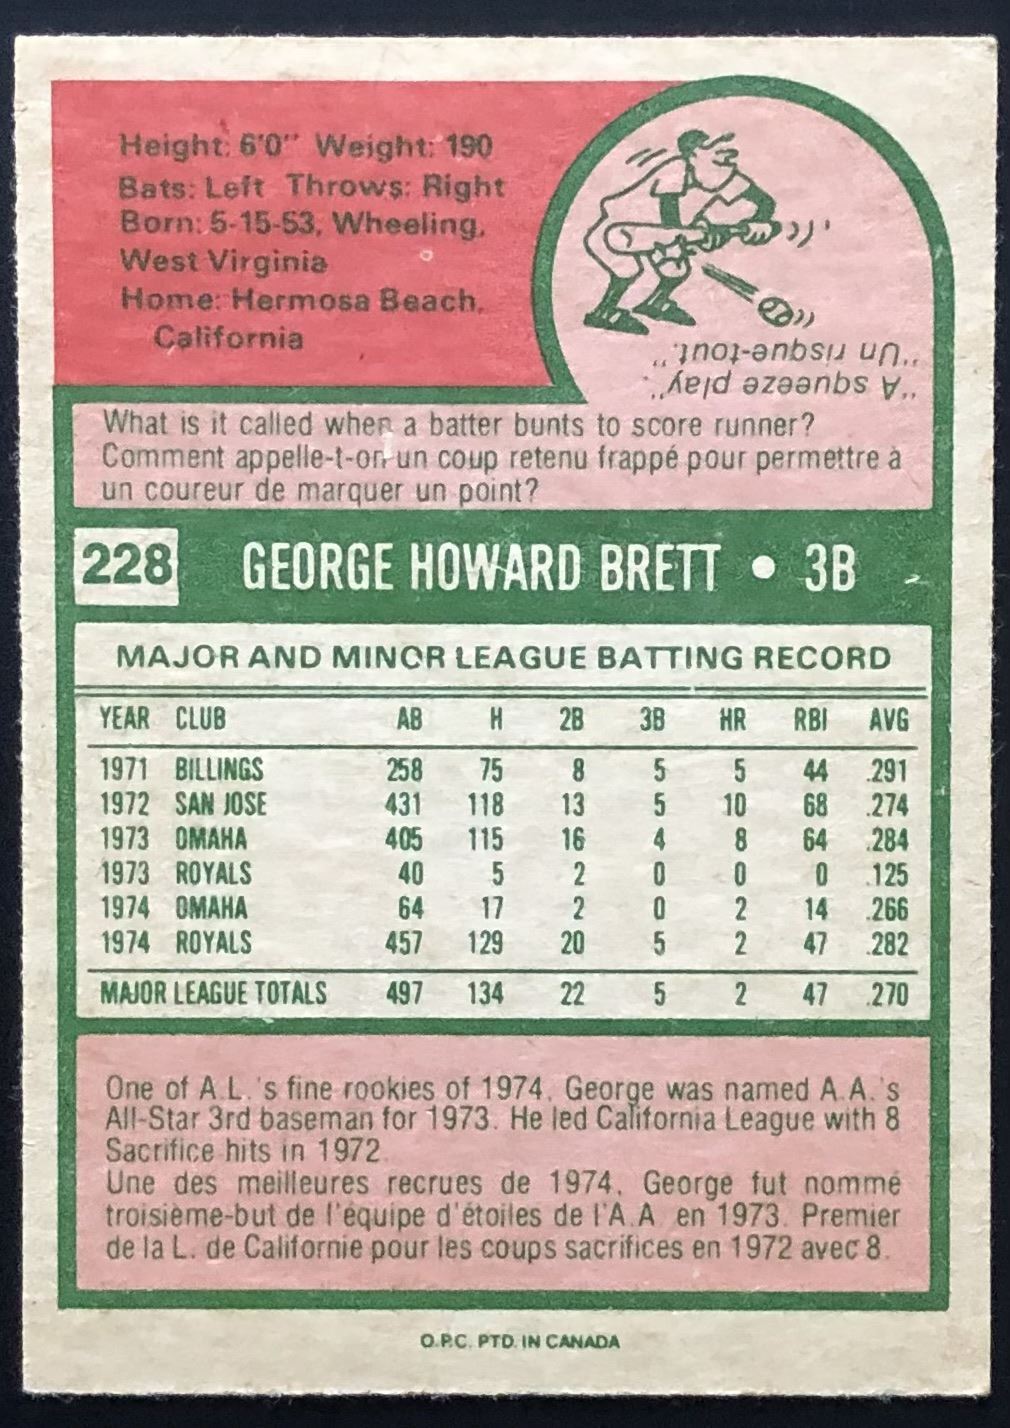 Height: 6'0" Weight: 190
Bats: Left Throws: Right
Born: 5-15-53, Wheeling,
West Virginia
Home: Hermosa Beach,
California
"A squeeze play".
"Un risque-tout".
What is it called when a batter bunts to score runner?
Comment appelle-t-on un coup retenu frappé pour permettre à
un coureur de marquer un point?
228 GEORGE HOWARD BRETT • 3B
MAJOR AND MINOR LEAGUE BATTING RECORD
YEAR CLUB AB H 2B 3B HR RBI AVG
1971 BILLINGS 258 75 8 5 5 44 .291
1972 SAN JOSE 431 118 13 5 10 68 .274
1973 OMAHA 405 115 16 4 8 64 .284
1973 ROYALS 40 5 2 0 0 0 .125
1974 OMAHA 64 17 2 0 2 14 .266
1974 ROYALS 457 129 20 5 2 47 .282
MAJOR LEAGUE TOTALS 497 134 22 5 2 47 .270
One of A.L.'s fine rookies of 1974, George was named A.A.'s
All-Star 3rd baseman for 1973. He led California League with 8
Sacrifice hits in 1972.
Une des meilleures recrues de 1974, George fut nommé
troisième-but de l'équipe d'étoiles de l'A.A. en 1973. Premier
de la L. de Californie pour les coups sacrifices en 1972 avec 8.
O.P.C. PTD. IN CANADA